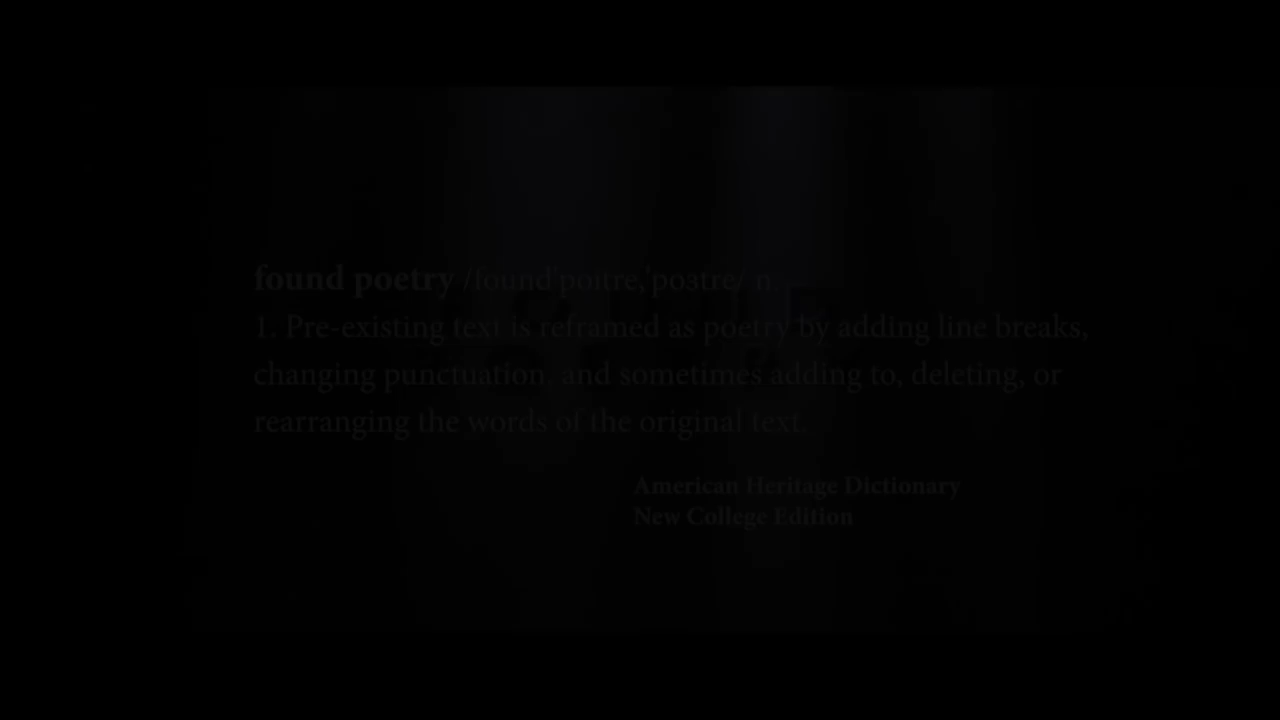 found poetry /found'poitre,'postre/ n.
1. Pre-existing text is reframed as poetry by adding line breaks,
changing punctuation, and sometimes adding to, deleting, or
rearranging the words of the original text.
American Heritage Dictionary
New College Edition